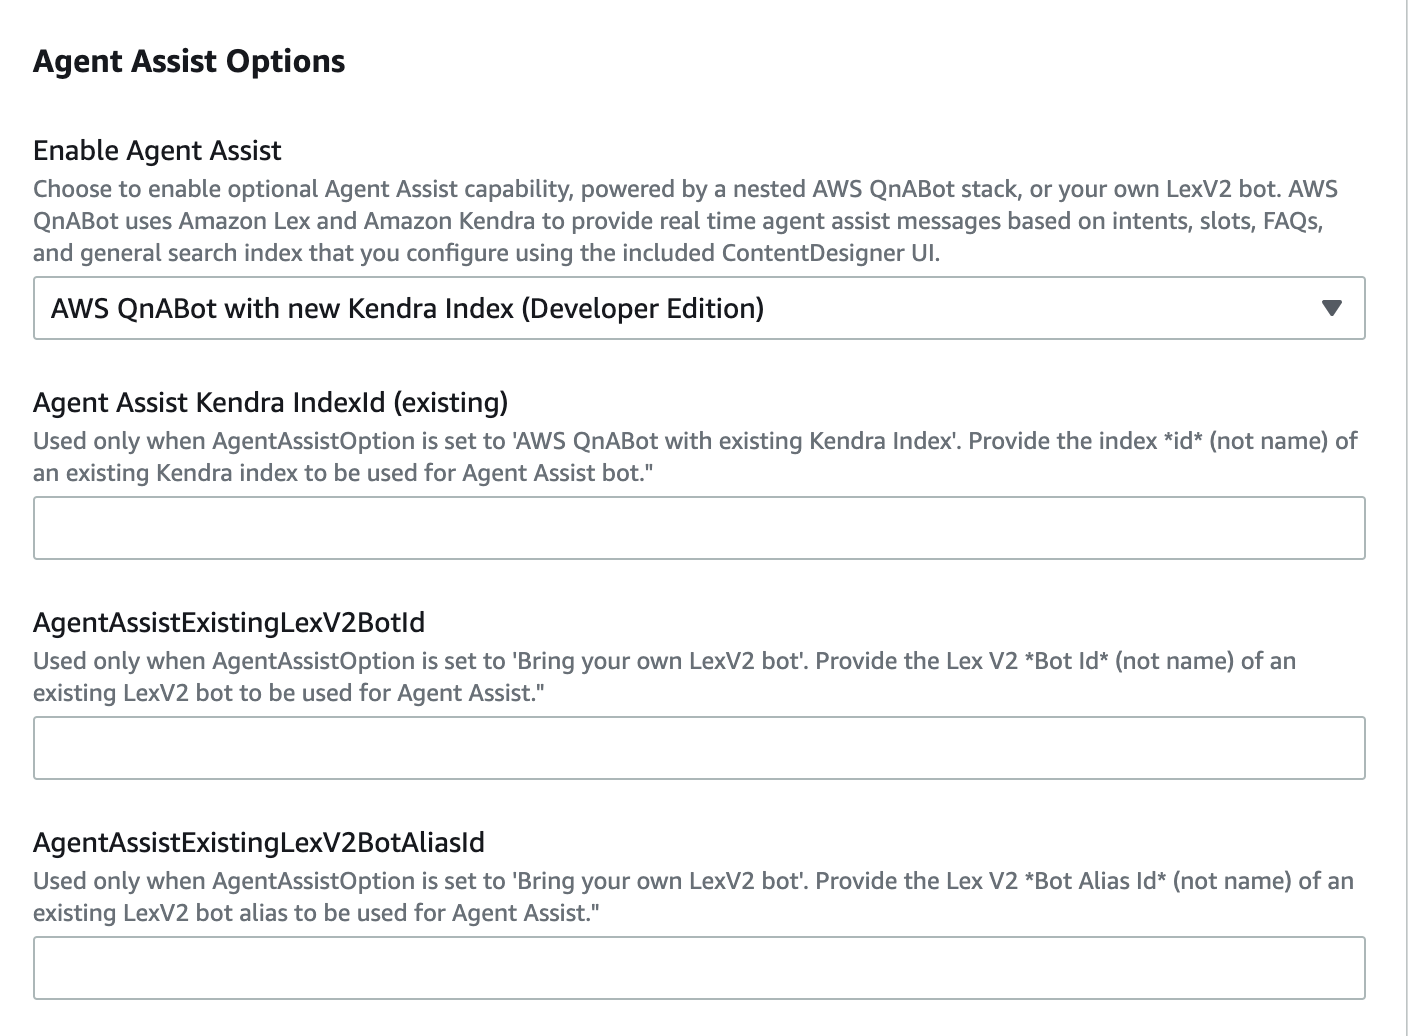 Agent Assist Options
Enable Agent Assist
Choose to enable optional Agent Assist capability, powered by a nested AWS QnABot stack, or your own LexV2 bot. AWS
QnABot uses Amazon Lex and Amazon Kendra to provide real time agent assist messages based on intents, slots, FAQs,
and general search index that you configure using the included ContentDesigner UI.
AWS QnABot with new Kendra Index (Developer Edition)
Agent Assist Kendra IndexId (existing)
Used only when AgentAssistOption is set to 'AWS QnABot with existing Kendra Index'. Provide the index *id* (not name) of
an existing Kendra index to be used for Agent Assist bot."
AgentAssistExistingLexV2BotId
Used only when AgentAssistOption is set to 'Bring your own LexV2 bot'. Provide the Lex V2 *Bot Id* (not name) of an
existing LexV2 bot to be used for Agent Assist."
AgentAssistExistingLexV2BotAliasId
Used only when AgentAssistOption is set to 'Bring your own LexV2 bot'. Provide the Lex V2 *Bot Alias Id* (not name) of an
existing LexV2 bot alias to be used for Agent Assist."